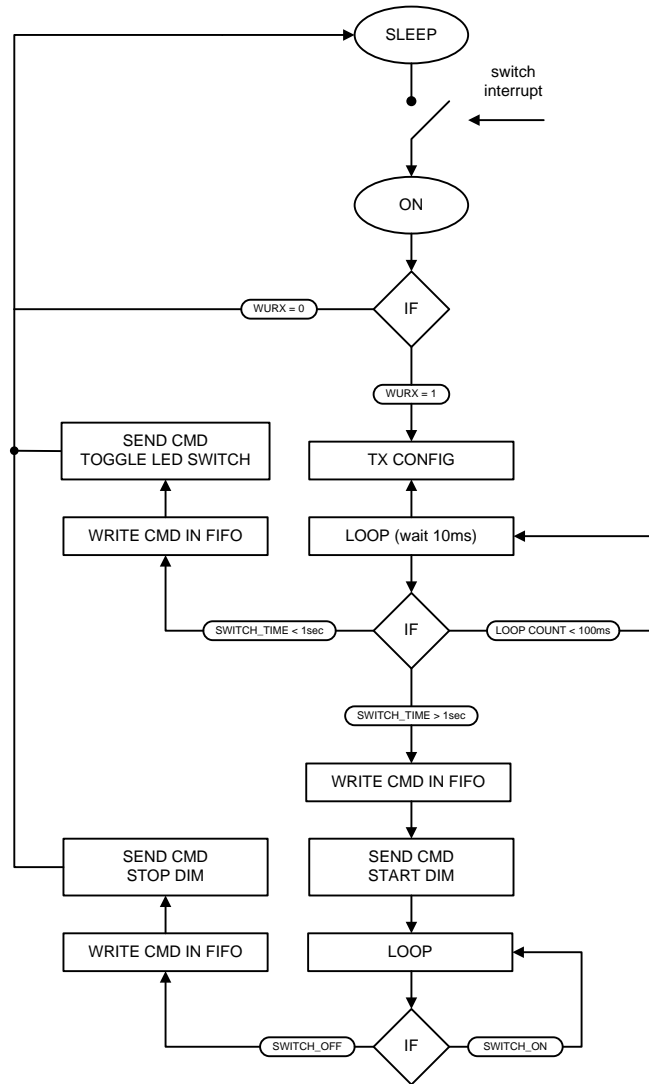 SLEEP
switch
interrupt
ON
IF
WURX = 0
WURX = 1
SEND CMD
TOGGLE LED SWITCH
TX CONFIG
WRITE CMD IN FIFO
LOOP (wait 10ms)
IF
SWITCH_TIME < 1sec
LOOP COUNT < 100ms
SWITCH_TIME > 1sec
WRITE CMD IN FIFO
SEND CMD
STOP DIM
SEND CMD
START DIM
WRITE CMD IN FIFO
LOOP
IF
SWITCH_OFF
SWITCH_ON